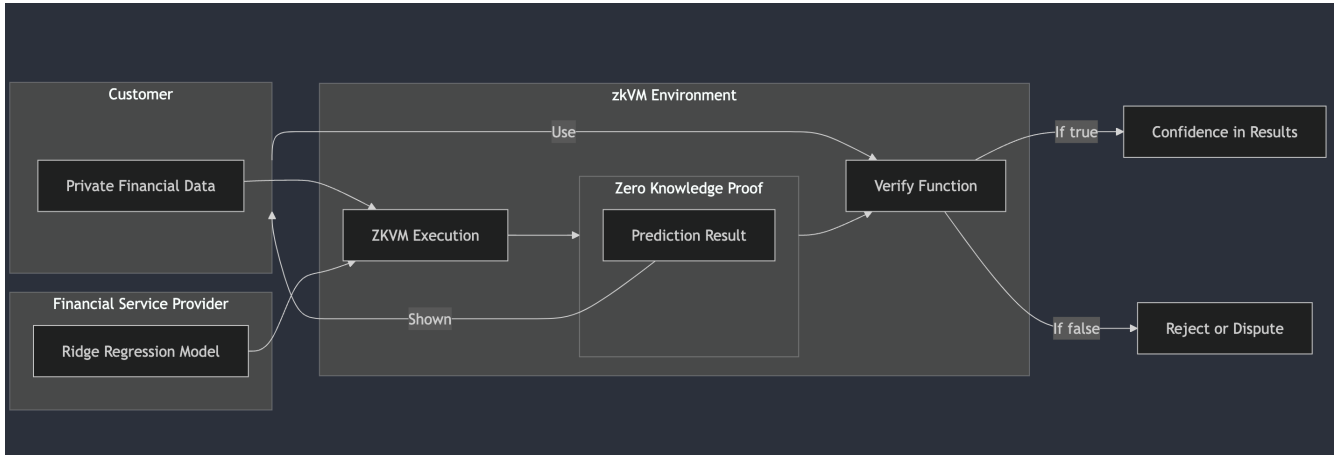 Customer
Private Financial Data
Financial Service Provider
Ridge Regression Model
zkVM Environment
Use
ZKVM Execution
Zero Knowledge Proof
Prediction Result
Shown
Verify Function
If true
Confidence in Results
If false
Reject or Dispute